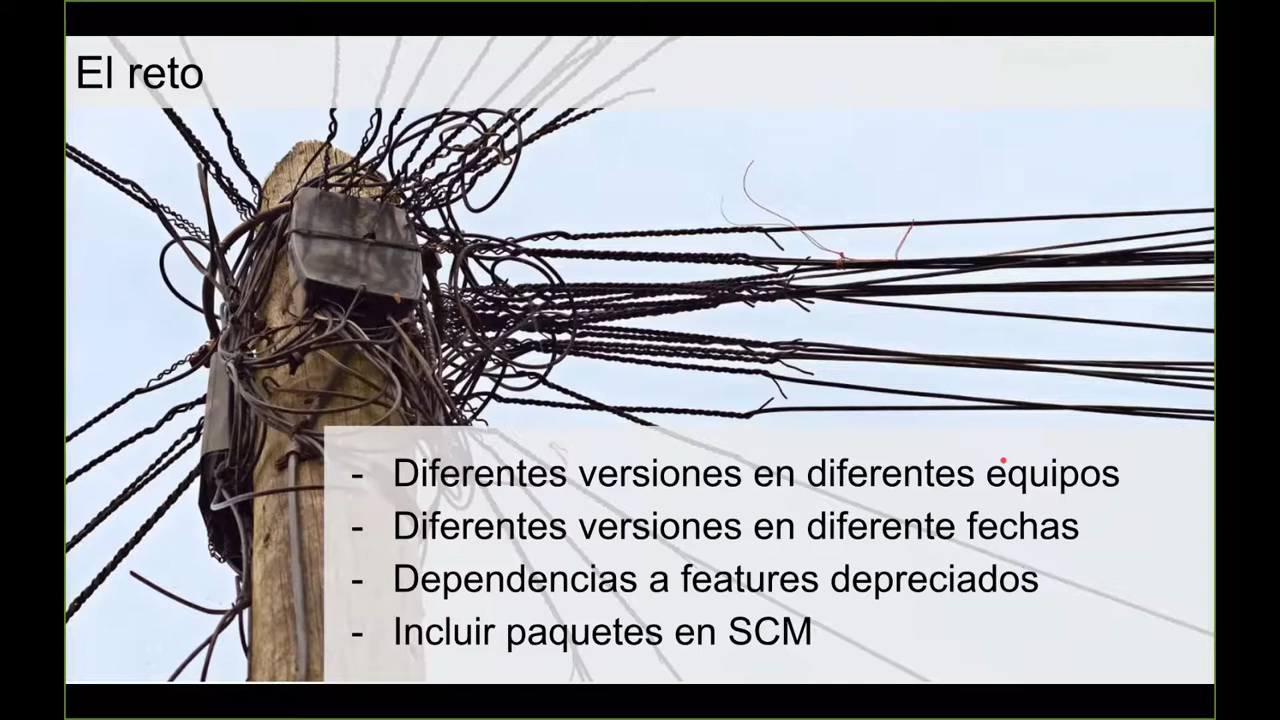 El reto
- Diferentes versiones en diferentes equipos
- Diferentes versiones en diferente fechas
- Dependencias a features depreciados
- Incluir paquetes en SCM